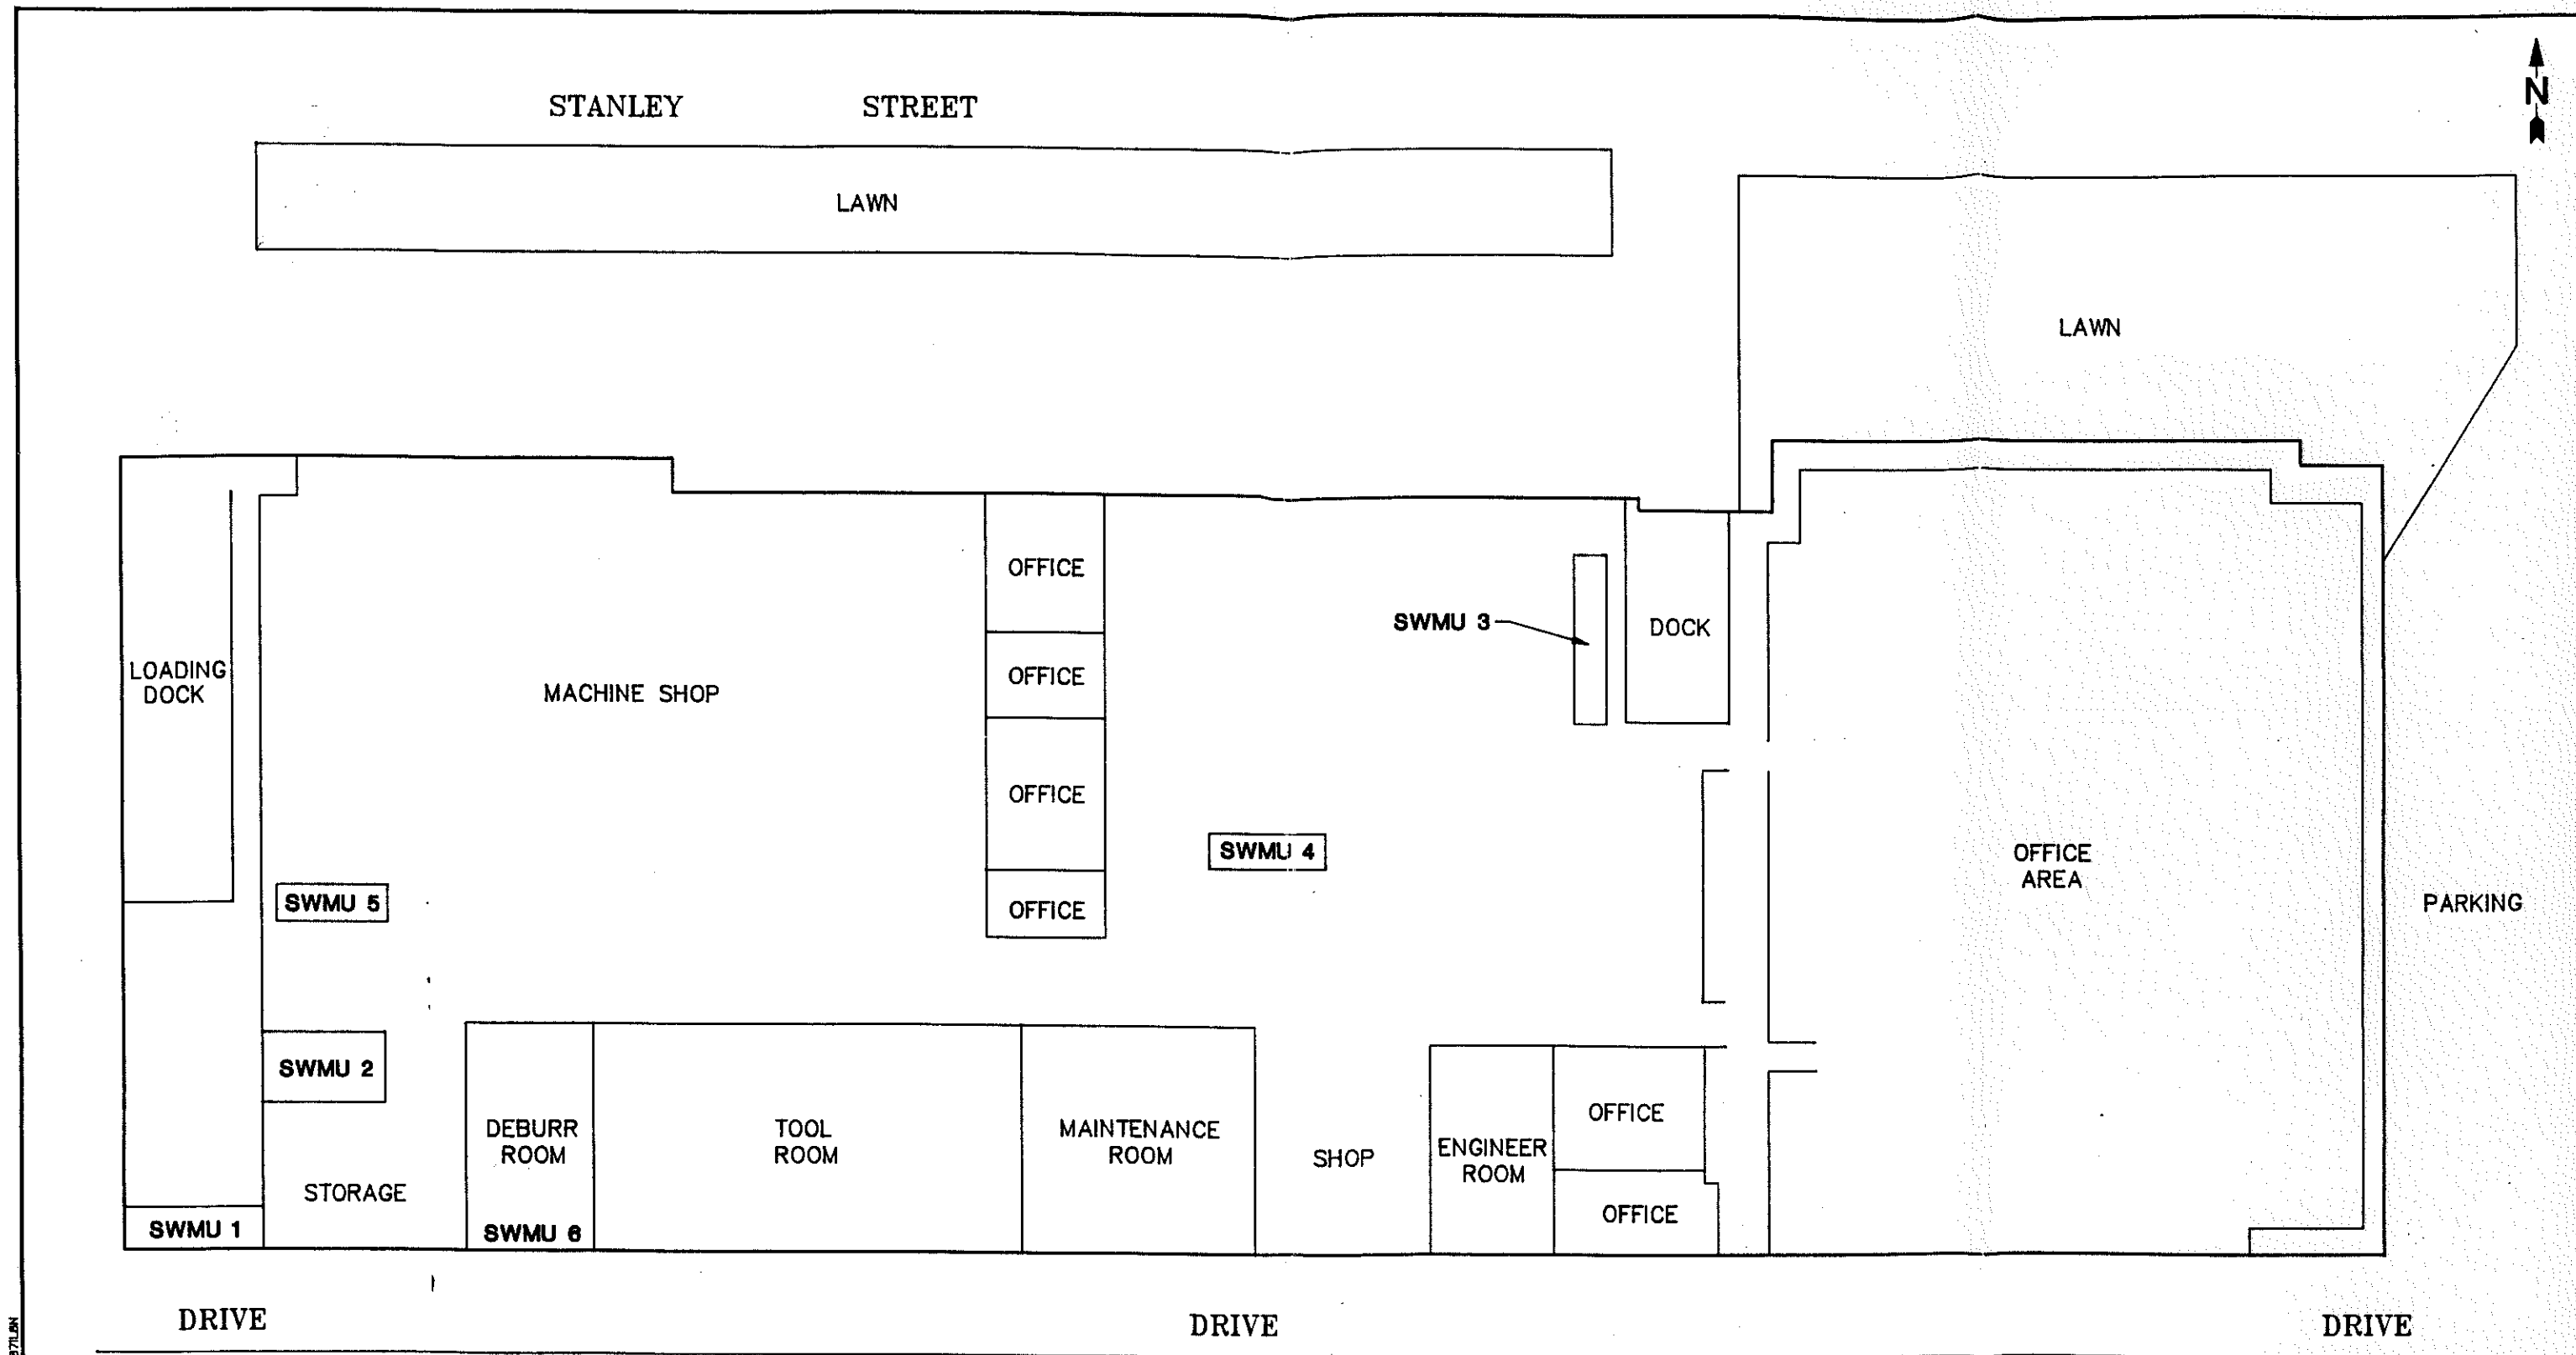 N
STANLEY STREET
LAWN
LAWN
OFFICE
SWMU 3
DOCK
LOADING
DOCK
MACHINE SHOP
OFFICE
OFFICE
SWMU 4
OFFICE
AREA
SWMU 5
OFFICE
PARKING
SWMU 2
DEBURR
ROOM
TOOL
ROOM
MAINTENANCE
ROOM
SHOP
ENGINEER
ROOM
OFFICE
STORAGE
OFFICE
SWMU 1
SWMU 6
DRIVE
DRIVE
DRIVE